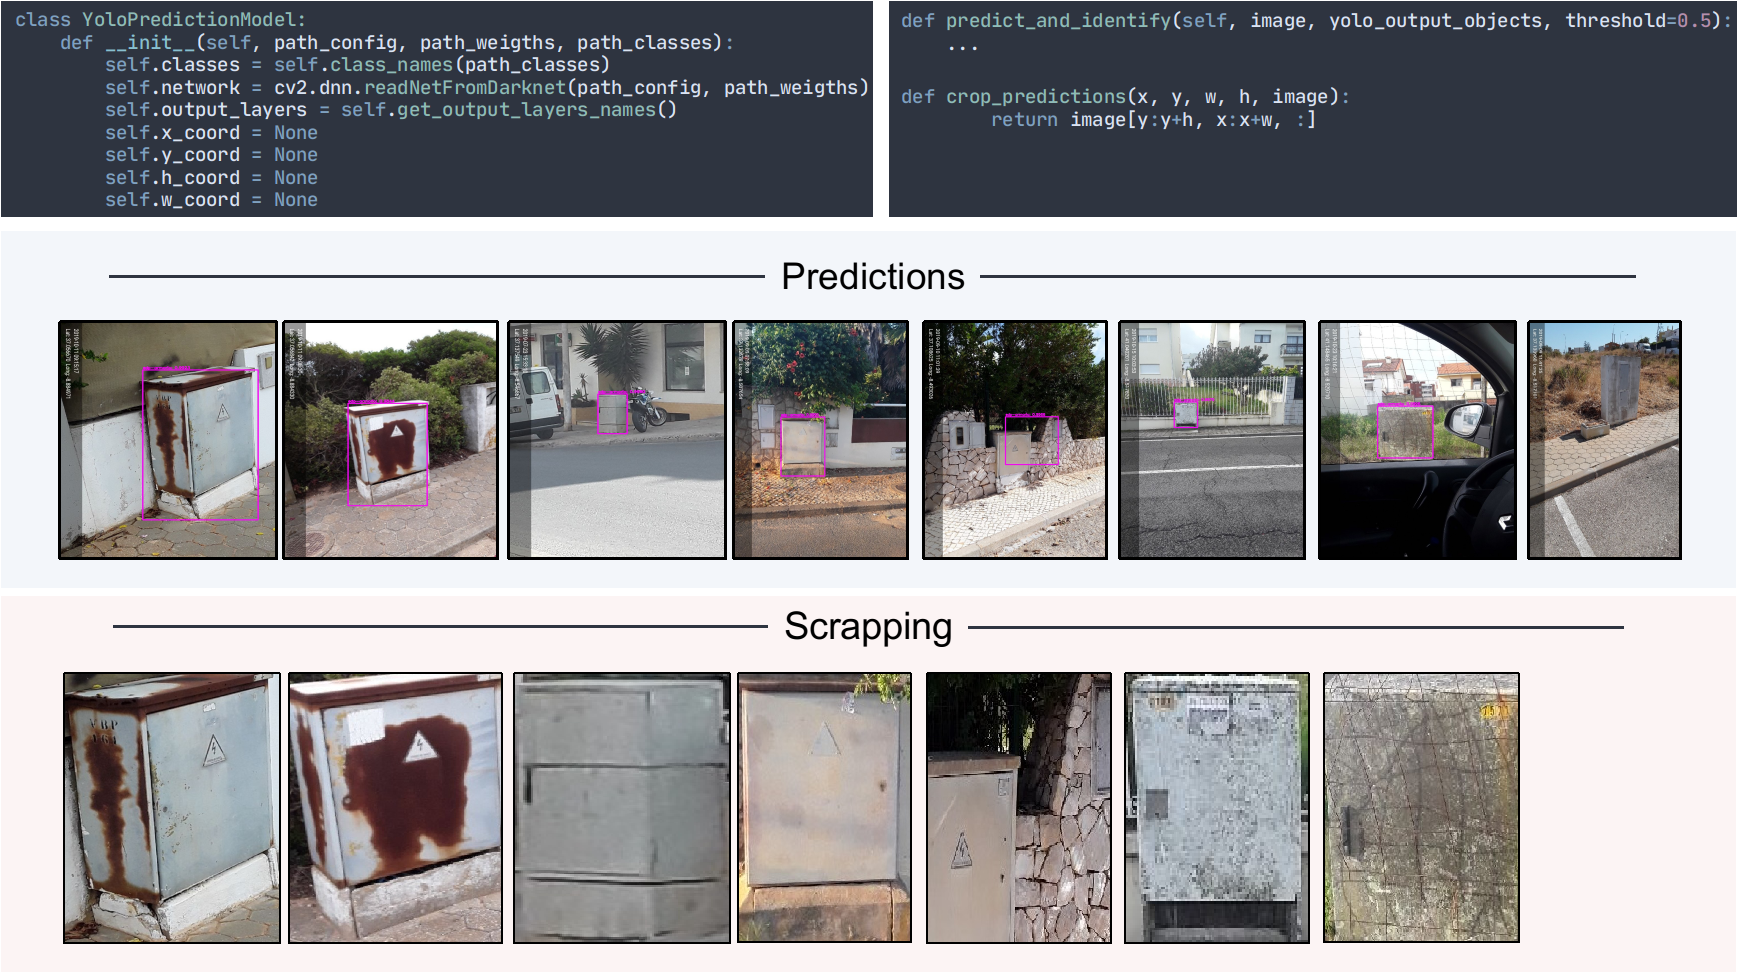 class YoloPredictionModel:
    def __init__(self, path_config, path_weigths, path_classes):
        self.classes = self.class_names(path_classes)
        self.network = cv2.dnn.readNetFromDarknet(path_config, path_weigths)
        self.output_layers = self.get_output_layers_names()
        self.x_coord = None
        self.y_coord = None
        self.h_coord = None
        self.w_coord = None
def predict_and_identify(self, image, yolo_output_objects, threshold=0.5):
    ...
def crop_predictions(x, y, w, h, image):
        return image[y:y+h, x:x+w, :]
Predictions
Scrapping